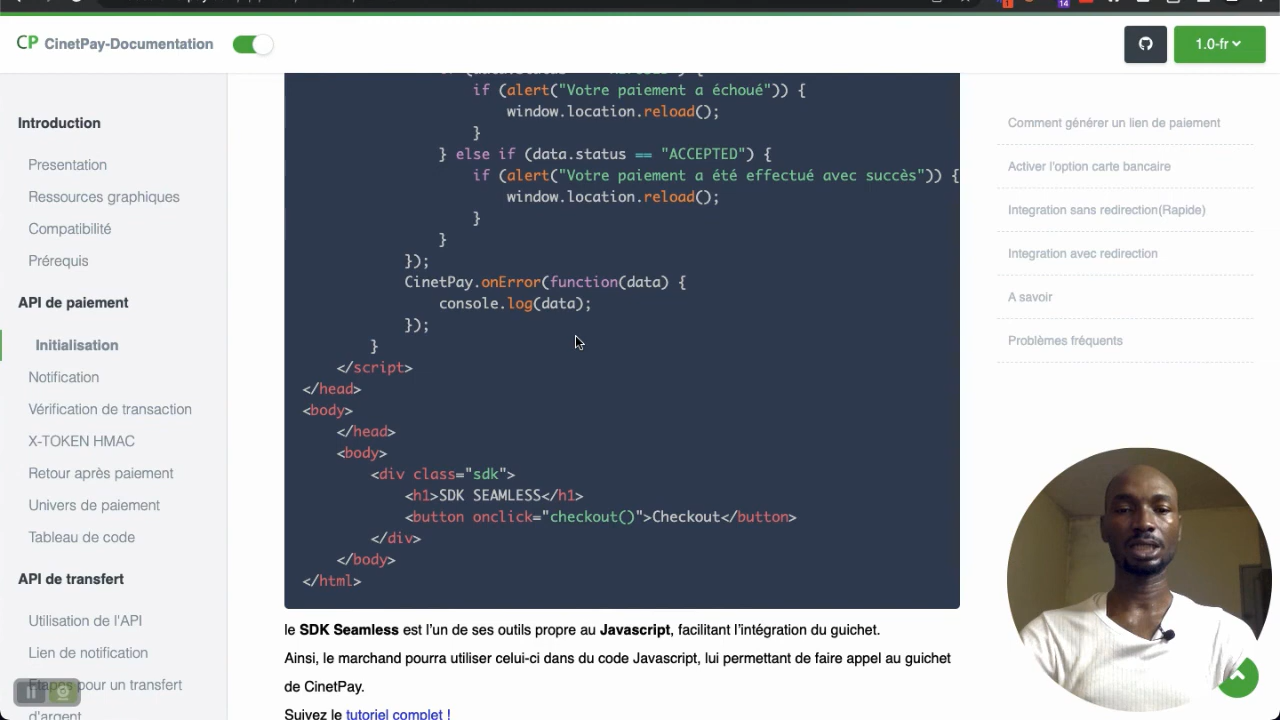 CP CinetPay-Documentation
1.0-fr
Introduction
Presentation
Ressources graphiques
Compatibilité
Prérequis
API de paiement
Initialisation
Notification
Vérification de transaction
X-TOKEN HMAC
Retour après paiement
Univers de paiement
Tableau de code
API de transfert
Utilisation de l'API
Lien de notification
Etapes pour un transfert
d'argent
if (alert("Votre paiement a échoué")) {
window.location.reload();
}
} else if (data.status == "ACCEPTED") {
if (alert("Votre paiement a été effectué avec succès")) {
window.location.reload();
}
}
});
CinetPay.onError(function(data) {
console.log(data);
});
}
</script>
</head>
<body>
</head>
<body>
<div class="sdk">
<h1>SDK SEAMLESS</h1>
<button onclick="checkout()">Checkout</button>
</div>
</body>
</html>
le SDK Seamless est l'un de ses outils propre au Javascript, facilitant l'intégration du guichet.
Ainsi, le marchand pourra utiliser celui-ci dans du code Javascript, lui permettant de faire appel au guichet
de CinetPay.
Suivez le tutoriel complet !
Comment générer un lien de paiement
Activer l'option carte bancaire
Integration sans redirection(Rapide)
Integration avec redirection
A savoir
Problèmes fréquents
1
14